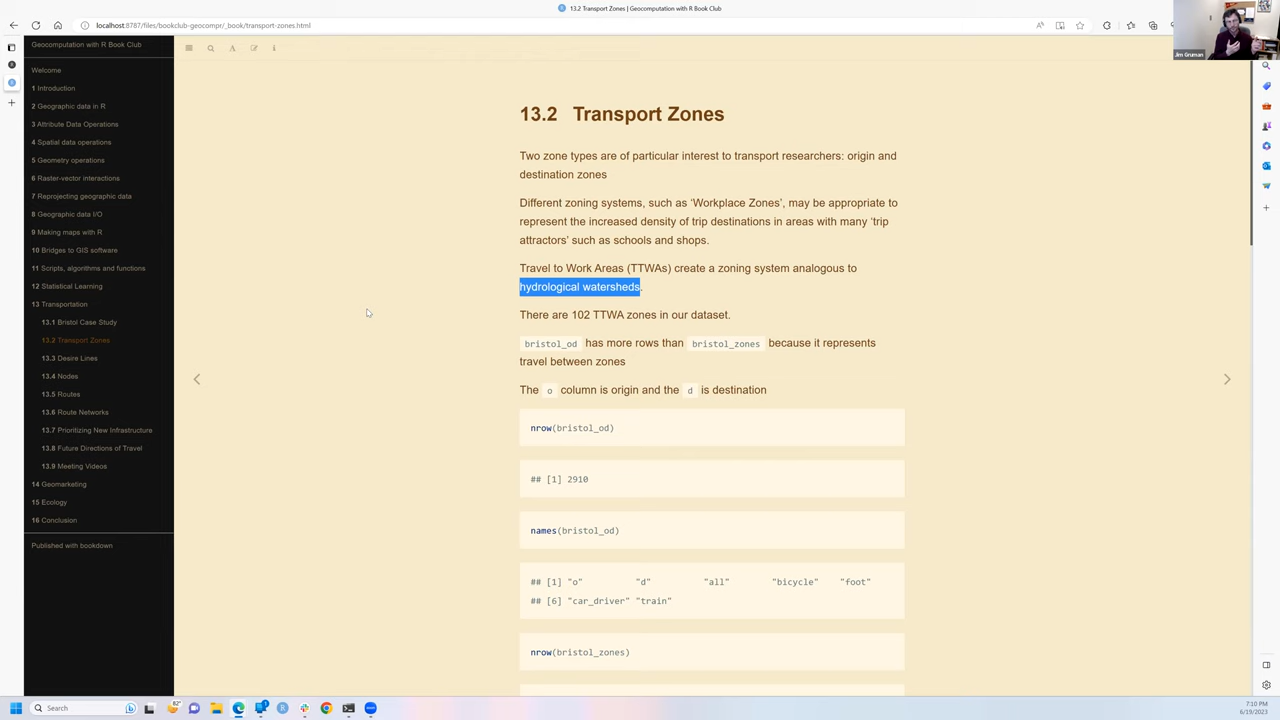 13.2 Transport Zones | Geocomputation with R Book Club
localhost:8787/files/bookclub-geocompr/_book/transport-zones.html
Jim Gruman
Geocomputation with R Book Club
Welcome
1 Introduction
2 Geographic data in R
3 Attribute Data Operations
4 Spatial data operations
5 Geometry operations
6 Raster-vector interactions
7 Reprojecting geographic data
8 Geographic data I/O
9 Making maps with R
10 Bridges to GIS software
11 Scripts, algorithms and functions
12 Statistical Learning
13 Transportation
13.1 Bristol Case Study
13.2 Transport Zones
13.3 Desire Lines
13.4 Nodes
13.5 Routes
13.6 Route Networks
13.7 Prioritizing New Infrastructure
13.8 Future Directions of Travel
13.9 Meeting Videos
14 Geomarketing
15 Ecology
16 Conclusion
Published with bookdown
13.2 Transport Zones
Two zone types are of particular interest to transport researchers: origin and
destination zones
Different zoning systems, such as ‘Workplace Zones’, may be appropriate to
represent the increased density of trip destinations in areas with many ‘trip
attractors’ such as schools and shops.
Travel to Work Areas (TTWAs) create a zoning system analogous to
hydrological watersheds.
There are 102 TTWA zones in our dataset.
bristol_od has more rows than bristol_zones because it represents
travel between zones
The o column is origin and the d is destination
nrow(bristol_od)
## [1] 2910
names(bristol_od)
## [1] "o" "d" "all" "bicycle" "foot"
## [6] "car_driver" "train"
nrow(bristol_zones)
Search
82°
7:10 PM
6/19/2023